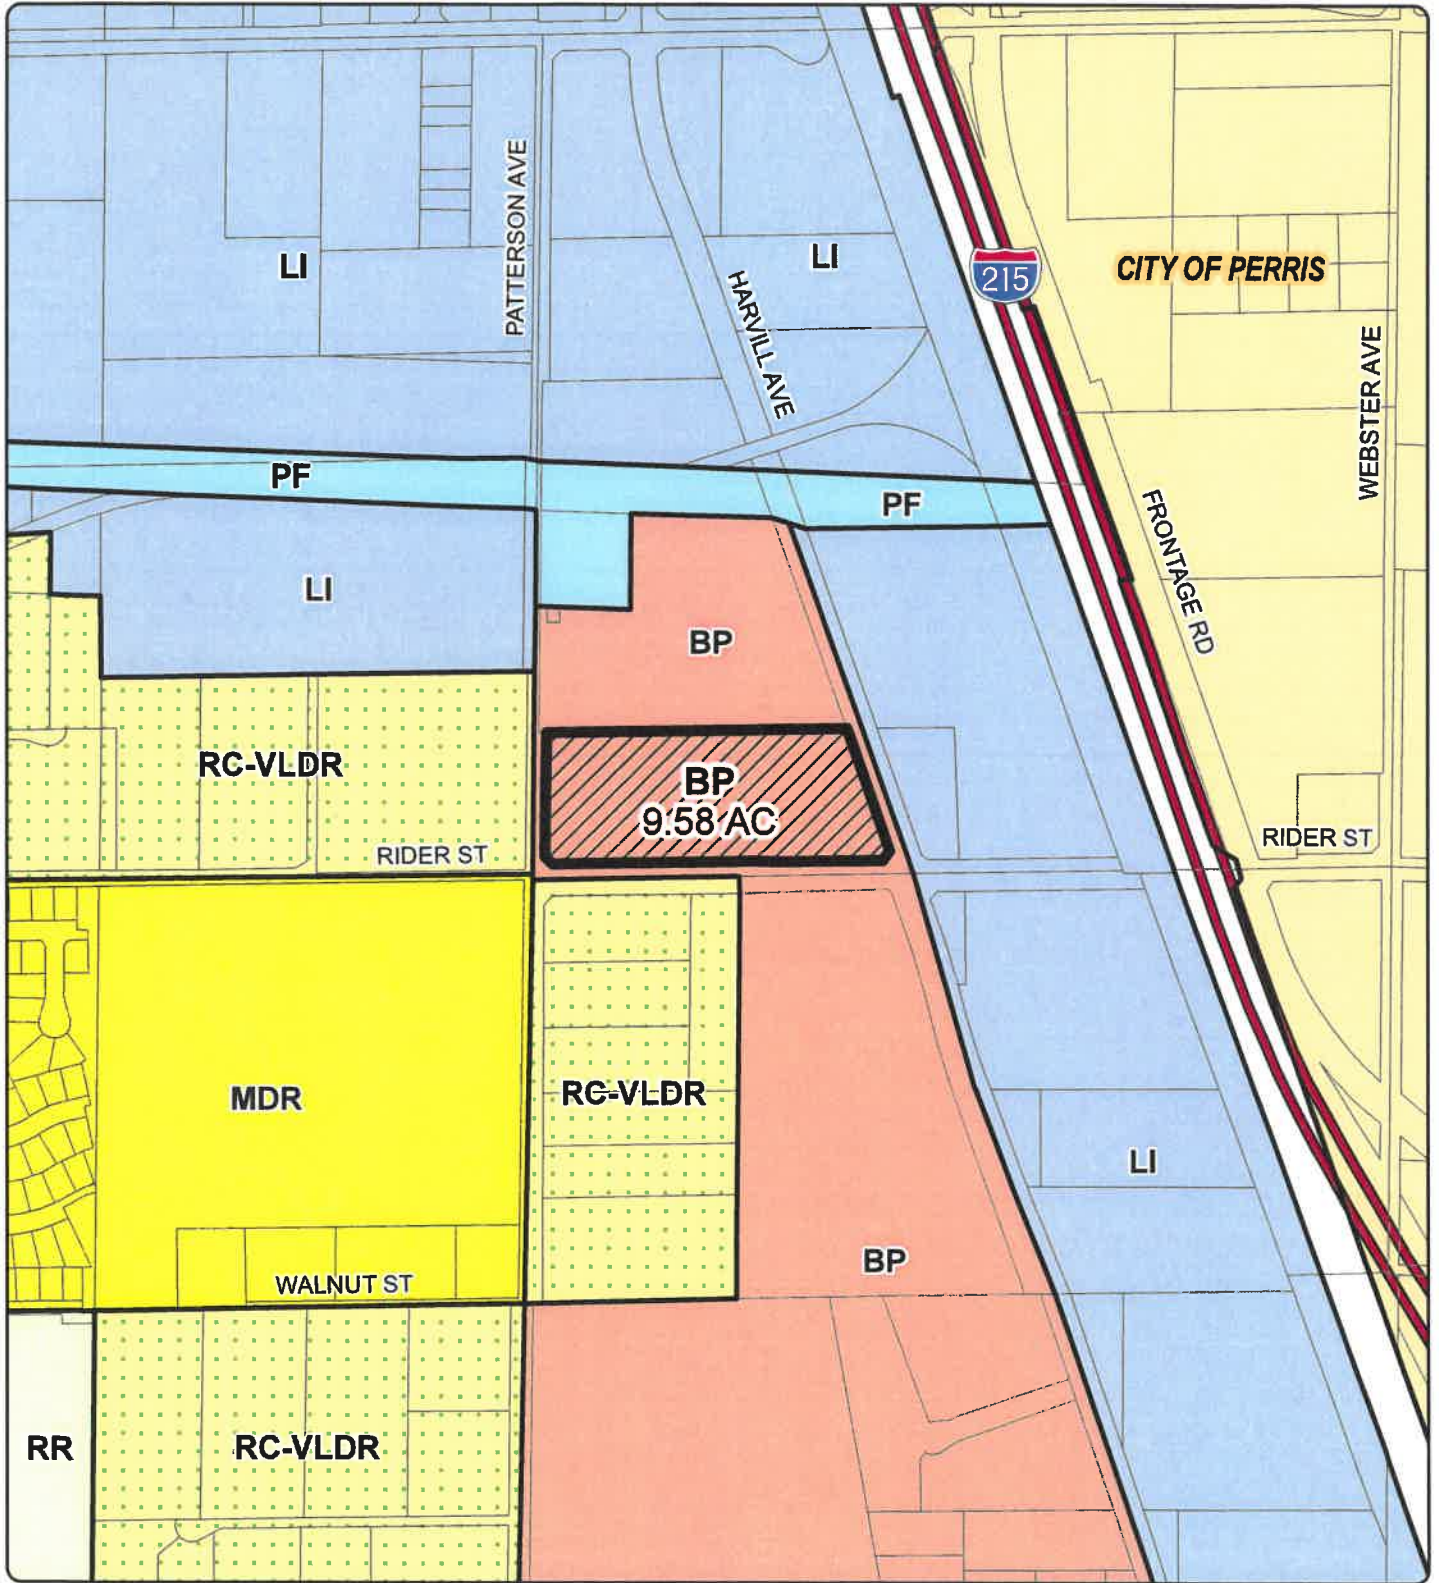 PATTERSON AVE
LI
LI
HARVILL AVE
215
CITY OF PERRIS
WEBSTER AVE
PF
PF
FRONTAGE RD
LI
BP
RC-VLDR
BP
9.58 AC
RIDER ST
RIDER ST
MDR
RC-VLDR
LI
BP
WALNUT ST
RR
RC-VLDR